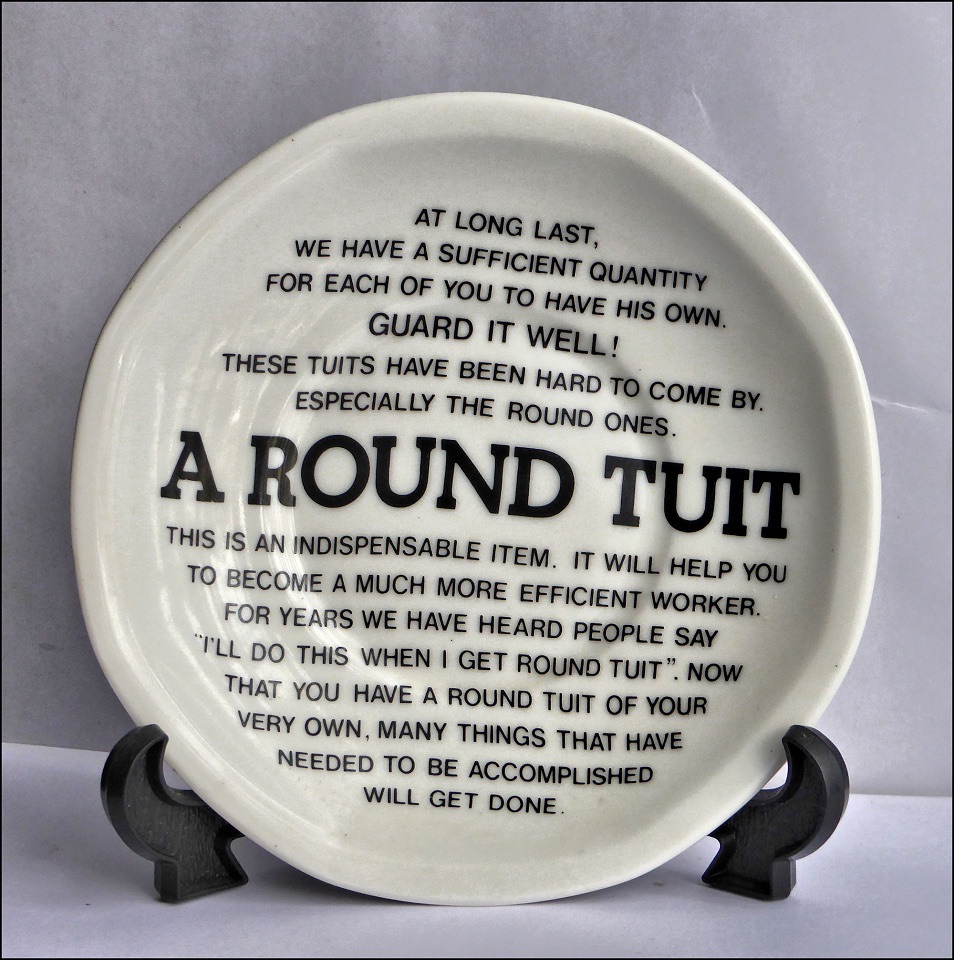 AT LONG LAST,
WE HAVE A SUFFICIENT QUANTITY
FOR EACH OF YOU TO HAVE HIS OWN.
GUARD IT WELL!
THESE TUITS HAVE BEEN HARD TO COME BY.
ESPECIALLY THE ROUND ONES.
A ROUND TUIT
THIS IS AN INDISPENSABLE ITEM. IT WILL HELP YOU
TO BECOME A MUCH MORE EFFICIENT WORKER.
FOR YEARS WE HAVE HEARD PEOPLE SAY
"I'LL DO THIS WHEN I GET ROUND TUIT". NOW
THAT YOU HAVE A ROUND TUIT OF YOUR
VERY OWN, MANY THINGS THAT HAVE
NEEDED TO BE ACCOMPLISHED
WILL GET DONE.